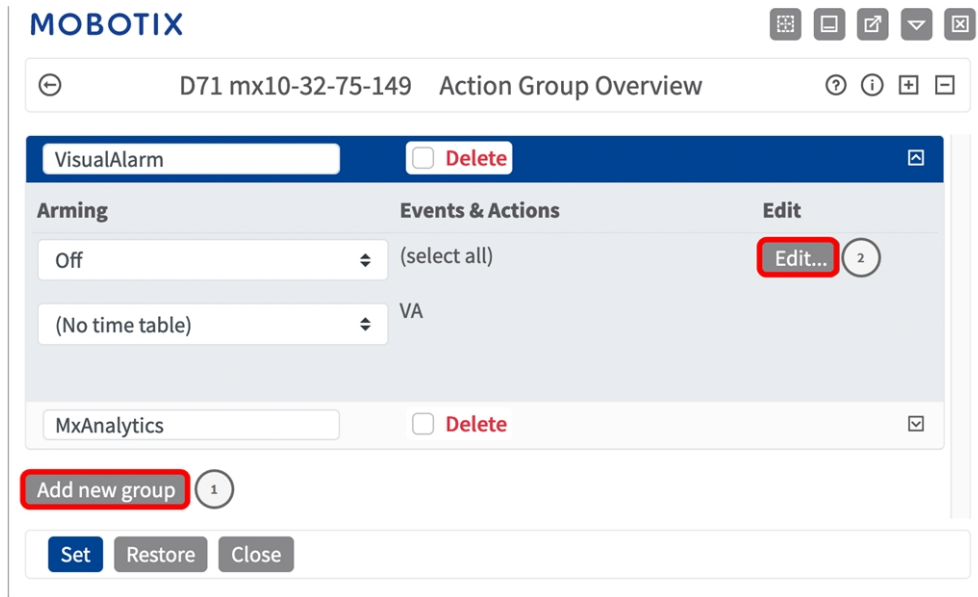 MOBOTIX
D71 mx10-32-75-149 Action Group Overview
VisualAlarm Delete
Arming Events & Actions Edit
Off (select all) Edit... 2
(No time table) VA
MxAnalytics Delete
Add new group 1
Set Restore Close